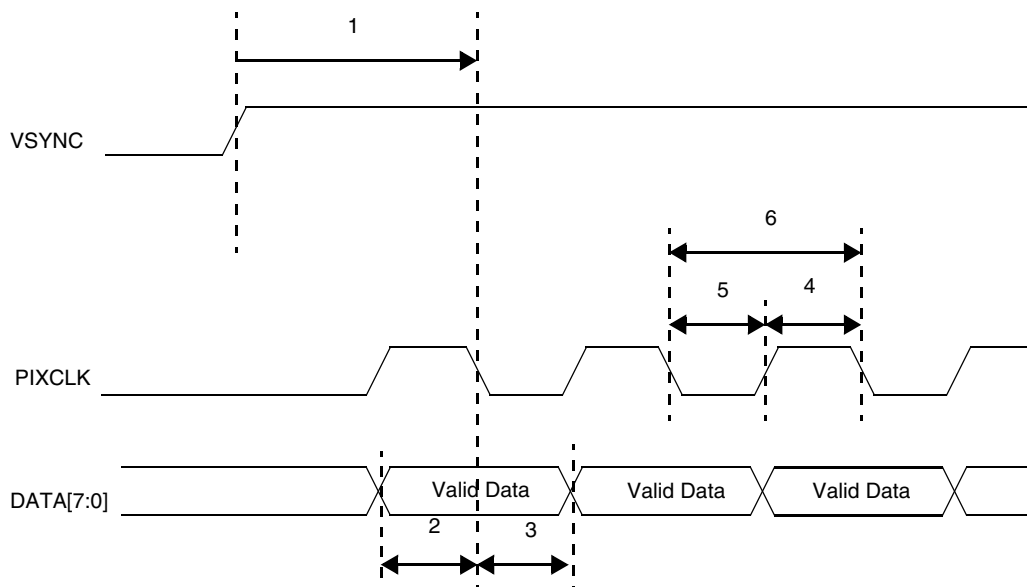 1
VSYNC
6
5
4
PIXCLK
DATA[7:0]
Valid Data
Valid Data
Valid Data
2
3